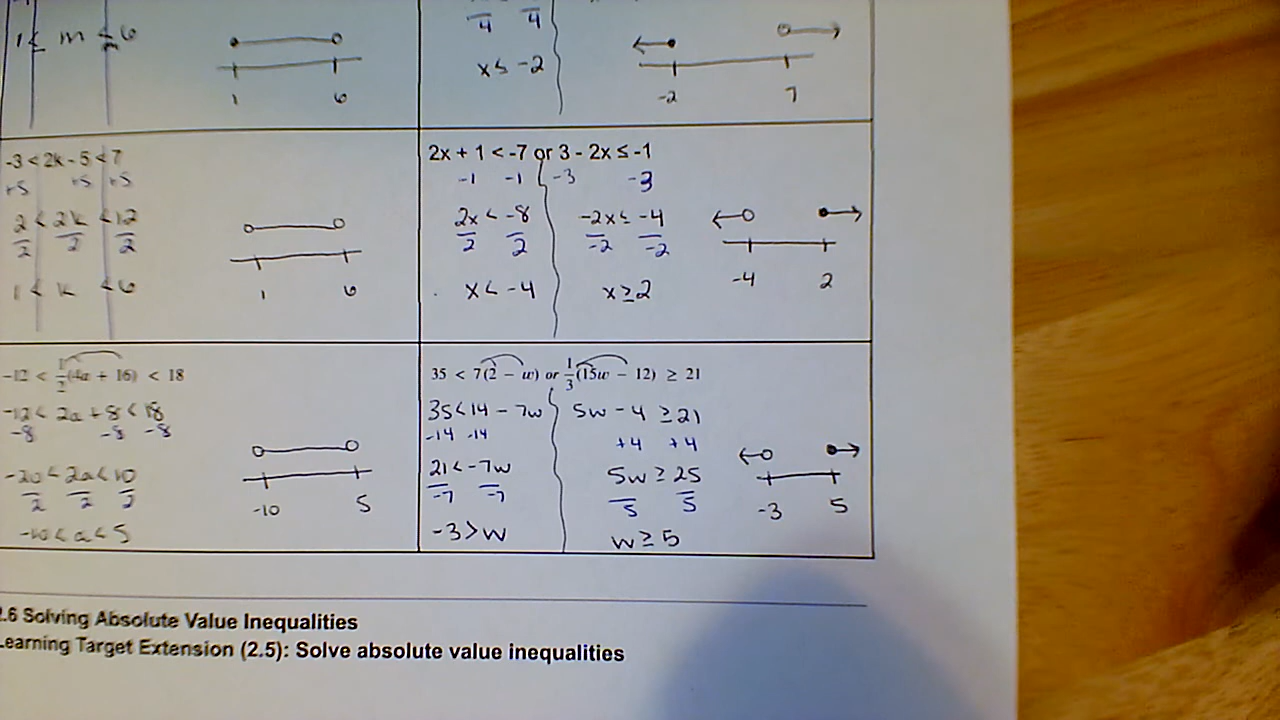 1 ≤ m ≤ 6
1 6
4 4
x ≤ -2
-2 7
-3 < 2k - 5 < 7
+5 +5 +5
2 < 2k < 12
2 2 2
1 < k < 6
1 6
2x + 1 < -7 or 3 - 2x ≤ -1
-1 -1 -3 -3
2x < -8 -2x ≤ -4
2 2 -2 -2
x < -4 x ≥ 2
-4 2
-12 < 1/2(4a + 16) < 18
-12 < 2a + 8 < 18
-8 -8 -8
-20 < 2a < 10
2 2 2
-10 < a < 5
-10 5
35 < 7(2 - w) or 1/3(15w - 12) ≥ 21
35 < 14 - 7w 5w - 4 ≥ 21
-14 -14 +4 +4
21 < -7w 5w ≥ 25
-7 -7 5 5
-3 > w w ≥ 5
-3 5
2.6 Solving Absolute Value Inequalities
Learning Target Extension (2.5): Solve absolute value inequalities